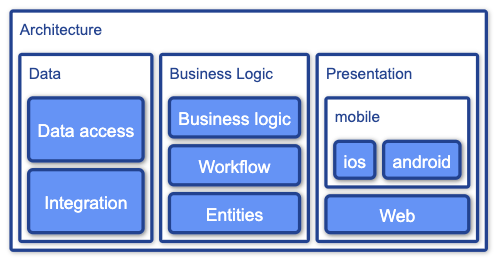 Architecture
Data
Data access
Integration
Business Logic
Business logic
Workflow
Entities
Presentation
mobile
ios
android
Web